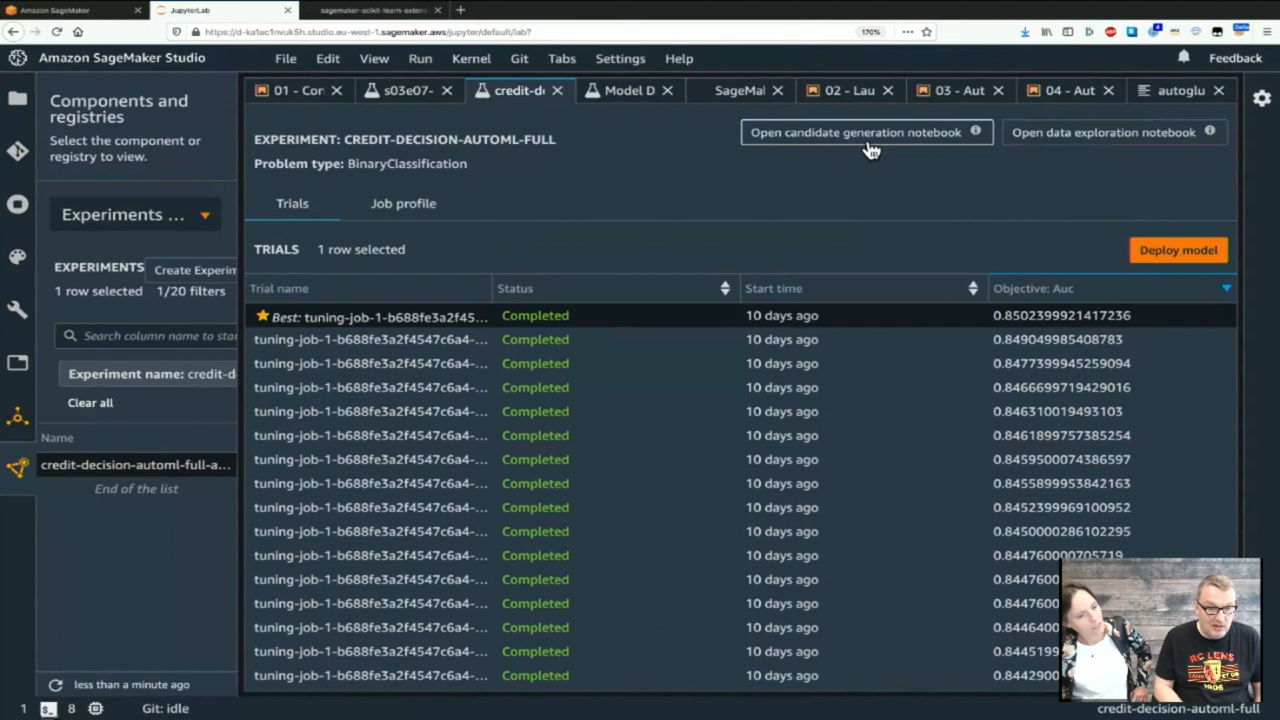 Amazon SageMaker
JupyterLab
sagemaker-scikit-learn-extens
https://d-ka1ac1nvuk5h.studio.eu-west-1.sagemaker.aws/jupyter/default/lab?
170%
Amazon SageMaker Studio
File Edit View Run Kernel Git Tabs Settings Help
Feedback
01 - Cor
s03e07-
credit-de
Model D
SageMal
02 - Lau
03 - Aut
04 - Aut
autoglu
Components and
registries
Select the component or
registry to view.
Experiments ...
EXPERIMENTS
Create Experim
1 row selected 1/20 filters
Search column name to star
Experiment name: credit-d
Clear all
Name
credit-decision-automl-full-a...
End of the list
less than a minute ago
EXPERIMENT: CREDIT-DECISION-AUTOML-FULL
Problem type: BinaryClassification
Open candidate generation notebook
Open data exploration notebook
Trials Job profile
TRIALS 1 row selected
Deploy model
Trial name Status Start time Objective: Auc
Best: tuning-job-1-b688fe3a2f45... Completed 10 days ago 0.8502399921417236
tuning-job-1-b688fe3a2f4547c6a4-... Completed 10 days ago 0.849049985408783
tuning-job-1-b688fe3a2f4547c6a4-... Completed 10 days ago 0.8477399945259094
tuning-job-1-b688fe3a2f4547c6a4-... Completed 10 days ago 0.8466699719429016
tuning-job-1-b688fe3a2f4547c6a4-... Completed 10 days ago 0.846310019493103
tuning-job-1-b688fe3a2f4547c6a4-... Completed 10 days ago 0.8461899757385254
tuning-job-1-b688fe3a2f4547c6a4-... Completed 10 days ago 0.8459500074386597
tuning-job-1-b688fe3a2f4547c6a4-... Completed 10 days ago 0.8455899953842163
tuning-job-1-b688fe3a2f4547c6a4-... Completed 10 days ago 0.8452399969100952
tuning-job-1-b688fe3a2f4547c6a4-... Completed 10 days ago 0.8450000286102295
tuning-job-1-b688fe3a2f4547c6a4-... Completed 10 days ago 0.844760000705719
tuning-job-1-b688fe3a2f4547c6a4-... Completed 10 days ago 0.844760
tuning-job-1-b688fe3a2f4547c6a4-... Completed 10 days ago 0.844760
tuning-job-1-b688fe3a2f4547c6a4-... Completed 10 days ago 0.844640
tuning-job-1-b688fe3a2f4547c6a4-... Completed 10 days ago 0.844519
tuning-job-1-b688fe3a2f4547c6a4-... Completed 10 days ago 0.844290
RC LENS
1906
1 8 Git: idle
credit-decision-automl-full